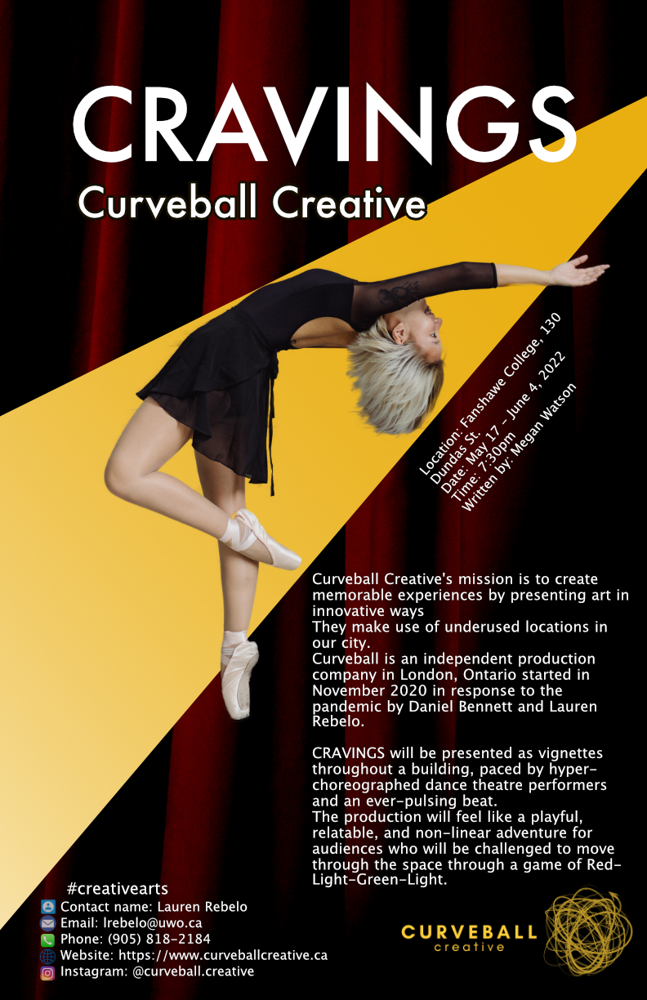 CRAVINGS
Curveball Creative
Location: Fanshawe College, 130
Dundas St.
Date: May 17 - June 4, 2022
Time: 7:30pm
Written by: Megan Watson
Curveball Creative's mission is to create
memorable experiences by presenting art in
innovative ways
They make use of underused locations in
our city.
Curveball is an independent production
company in London, Ontario started in
November 2020 in response to the
pandemic by Daniel Bennett and Lauren
Rebelo.
CRAVINGS will be presented as vignettes
throughout a building, paced by hyper-
choreographed dance theatre performers
and an ever-pulsing beat.
The production will feel like a playful,
relatable, and non-linear adventure for
audiences who will be challenged to move
through the space through a game of Red-
Light-Green-Light.
#creativearts
Contact name: Lauren Rebelo
Email: lrebelo@uwo.ca
Phone: (905) 818-2184
Website: https://www.curveballcreative.ca
Instagram: @curveball.creative
CURVEBALL
creative